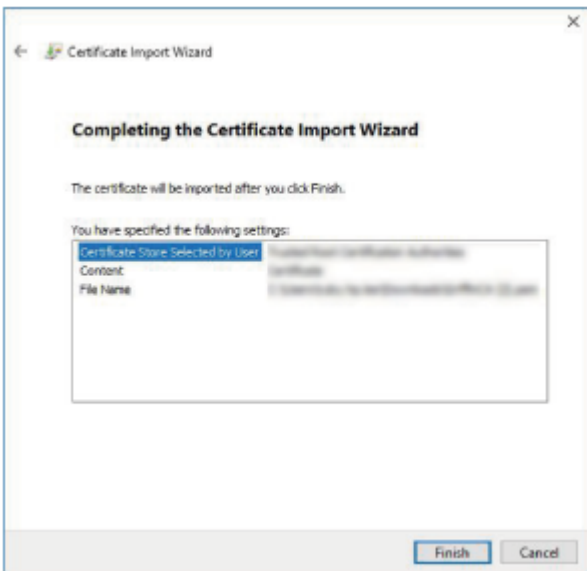 Certificate Import Wizard
Completing the Certificate Import Wizard
The certificate will be imported after you click Finish.
You have specified the following settings:
Certificate Store Selected by User
Content
File Name
Finish Cancel